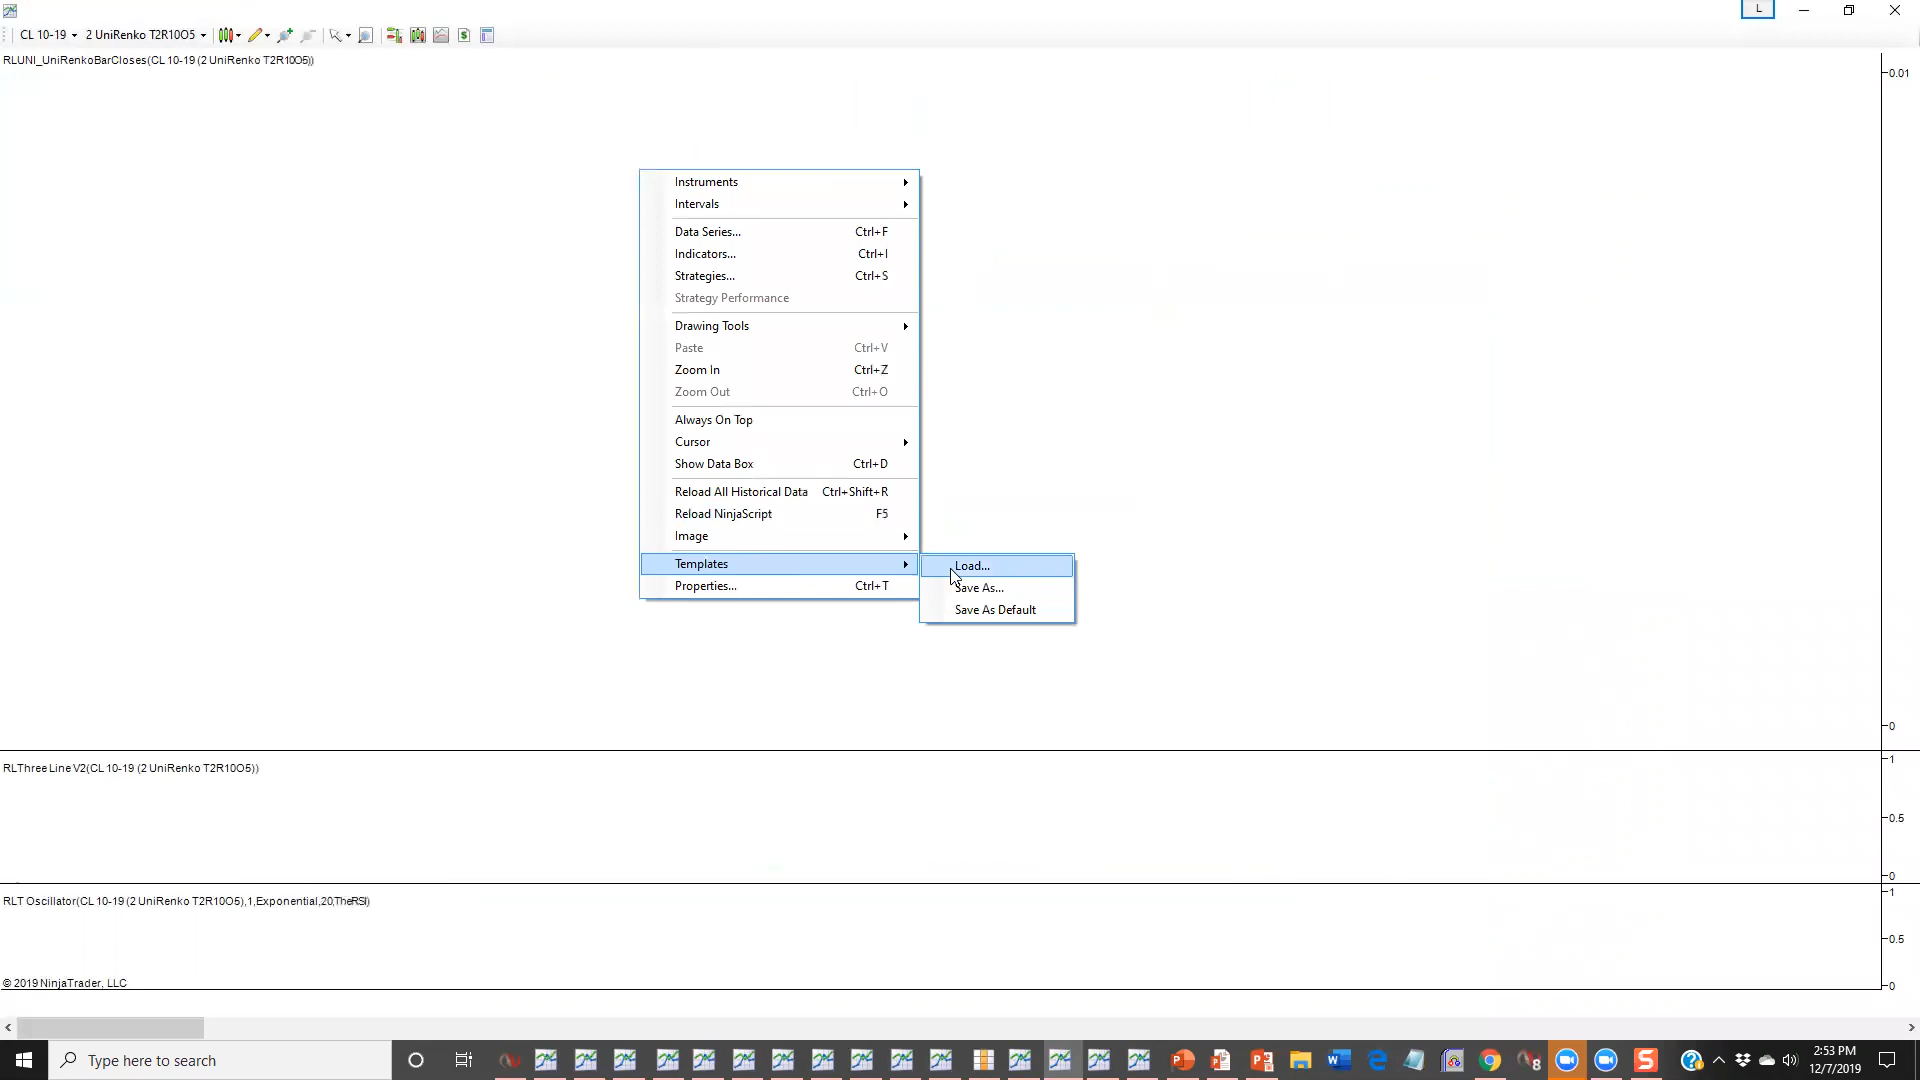 L
CL 10-19
2 UniRenko T2R10O5
RLUNI_UniRenkoBarCloses(CL 10-19 (2 UniRenko T2R10O5))
0.01
Instruments
Intervals
Data Series... Ctrl+F
Indicators... Ctrl+I
Strategies... Ctrl+S
Strategy Performance
Drawing Tools
Paste Ctrl+V
Zoom In Ctrl+Z
Zoom Out Ctrl+O
Always On Top
Cursor
Show Data Box Ctrl+D
Reload All Historical Data Ctrl+Shift+R
Reload NinjaScript F5
Image
Templates
Properties... Ctrl+T
Load...
Save As...
Save As Default
0
RLThree Line V2(CL 10-19 (2 UniRenko T2R10O5))
1
0.5
0
RLT Oscillator(CL 10-19 (2 UniRenko T2R10O5),1,Exponential,20,TheRSI)
1
0.5
© 2019 NinjaTrader, LLC
0
Type here to search
2:53 PM
12/7/2019